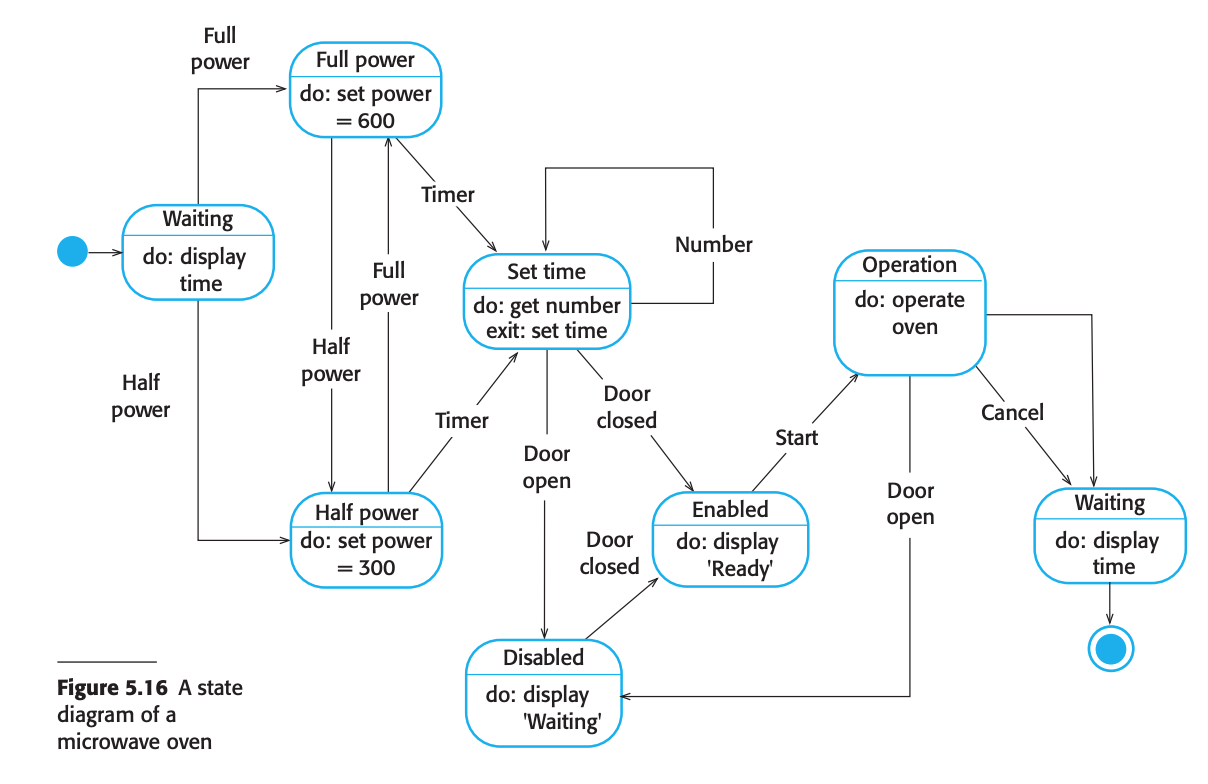 Full
power
Full power
do: set power
= 600
Timer
Waiting
do: display
time
Number
Full
power
Set time
do: get number
exit: set time
Operation
do: operate
oven
Half
power
Half
power
Timer
Door
closed
Cancel
Start
Door
open
Door
open
Half power
do: set power
= 300
Enabled
do: display
'Ready'
Waiting
do: display
time
Door
closed
Disabled
do: display
'Waiting'
Figure 5.16 A state
diagram of a
microwave oven